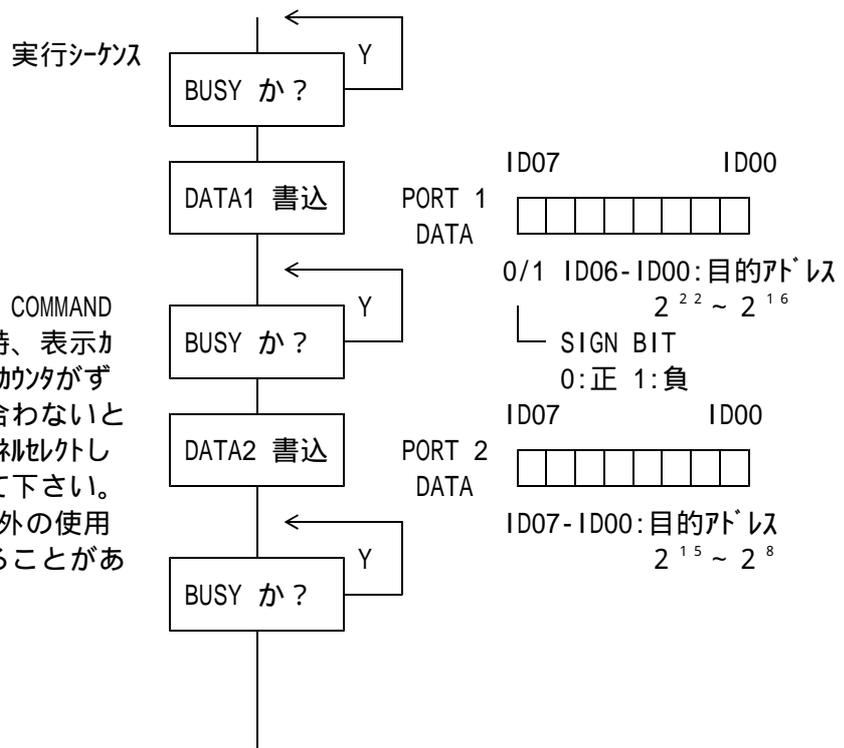 実行ｼｰｹﾝｽ
BUSY か？
Y
DATA1 書込
PORT 1
DATA
ID07 ID00
0/1 ID06-ID00:目的ｱﾄﾞﾚｽ
2²²～2¹⁶
SIGN BIT
0:正 1:負
COMMAND
時、表示ｶ
ｶｳﾝﾀがず
合わないと
ﾈﾙｾﾚｸﾄし
て下さい。
外の使用
ることがあ
BUSY か？
Y
DATA2 書込
PORT 2
DATA
ID07 ID00
ID07-ID00:目的ｱﾄﾞﾚｽ
2¹⁵～2⁸
BUSY か？
Y